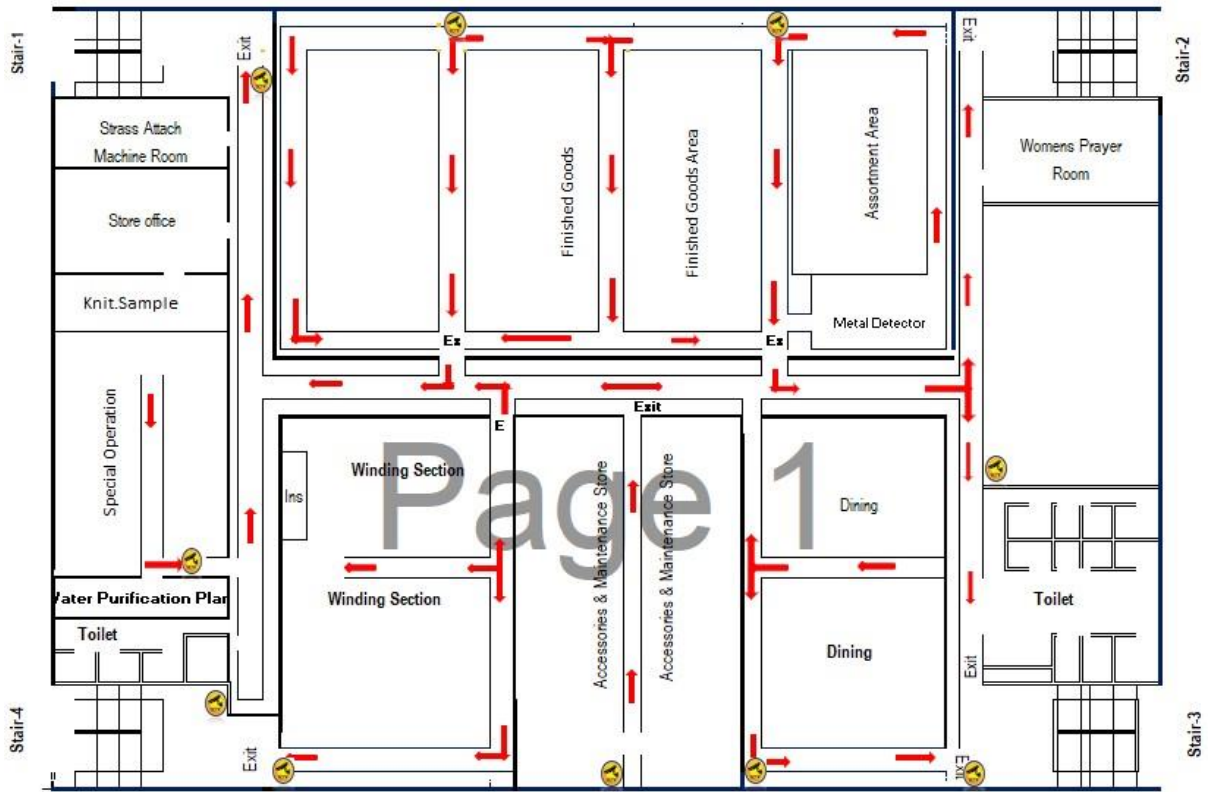 Stair-1
Exit
Exit
Stair-2
Strass Attach
Machine Room
Womens Prayer
Room
Store office
Finished Goods
Finished Goods Area
Assortment Area
Knit.Sample
Metal Detector
Ex
Ex
Special Operation
Exit
E
Page 1
Winding Section
Ins
Accessories & Maintenance Store
Accessories & Maintenance Store
Dining
Winding Section
Vater Purification Plan
Toilet
Toilet
Dining
Exit
Stair-4
Exit
Exit
Stair-3